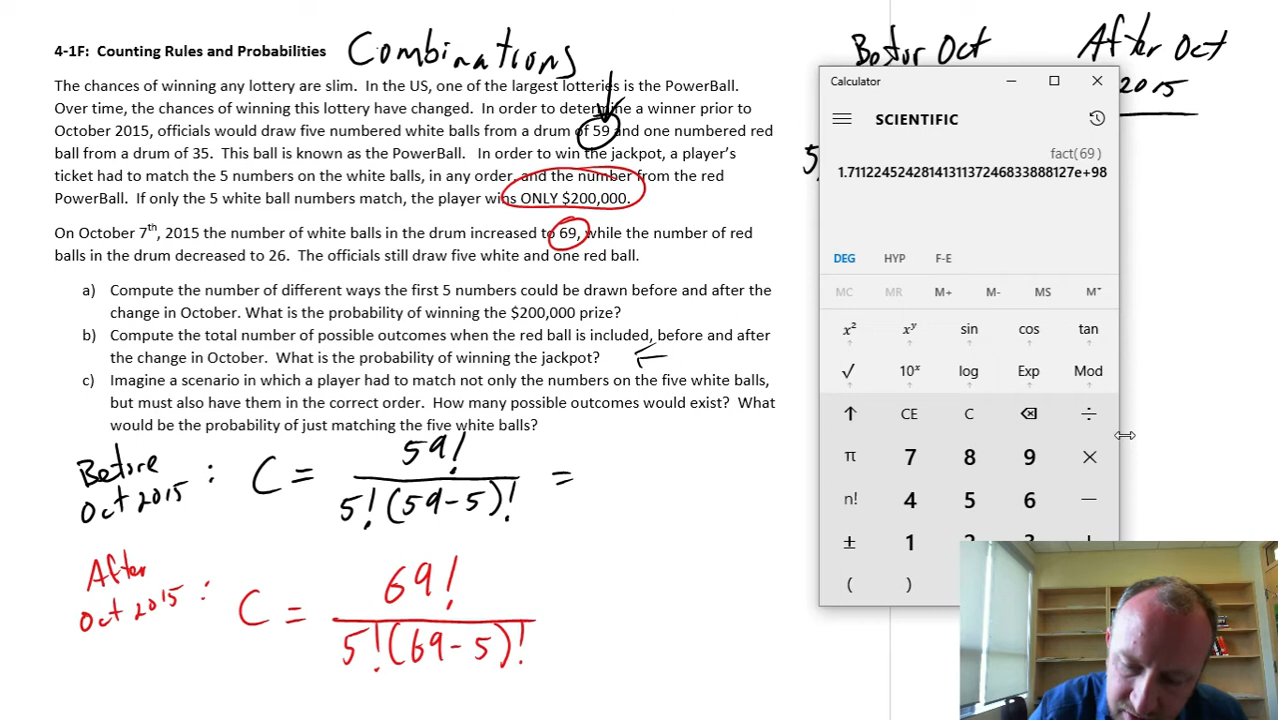 4-1F: Counting Rules and Probabilities
Combinations
The chances of winning any lottery are slim. In the US, one of the largest lotteries is the PowerBall.
Over time, the chances of winning this lottery have changed. In order to determine a winner prior to
October 2015, officials would draw five numbered white balls from a drum of 59 and one numbered red
ball from a drum of 35. This ball is known as the PowerBall. In order to win the jackpot, a player's
ticket had to match the 5 numbers on the white balls, in any order, and the number from the red
PowerBall. If only the 5 white ball numbers match, the player wins ONLY $200,000.
On October 7th, 2015 the number of white balls in the drum increased to 69, while the number of red
balls in the drum decreased to 26. The officials still draw five white and one red ball.
a) Compute the number of different ways the first 5 numbers could be drawn before and after the
change in October. What is the probability of winning the $200,000 prize?
b) Compute the total number of possible outcomes when the red ball is included, before and after
the change in October. What is the probability of winning the jackpot?
c) Imagine a scenario in which a player had to match not only the numbers on the five white balls,
but must also have them in the correct order. How many possible outcomes would exist? What
would be the probability of just matching the five white balls?
Before
Oct 2015 : C = 59! / 5!(59-5)! =
After
Oct 2015 : C = 69! / 5!(69-5)!
Oct
After Oct
2015
5
Calculator
SCIENTIFIC
fact(69)
1.7112245242814131137246833888127e+98
DEG HYP F-E
MC MR M+ M- MS M˅
x² xʸ sin cos tan
√ 10ˣ log Exp Mod
↑ CE C ⌫ ÷
π 7 8 9 ×
n! 4 5 6 −
± 1
( )